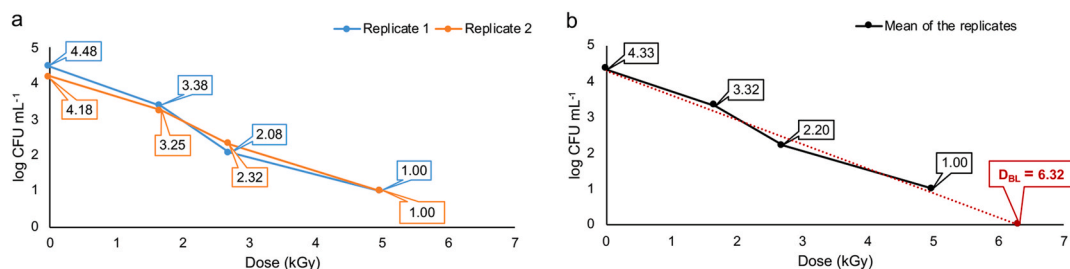 a
Replicate 1 Replicate 2
5
4
3
2
1
0
log CFU mL⁻¹
4.48
4.18
3.38
3.25
2.08
2.32
1.00
1.00
0 1 2 3 4 5 6 7
Dose (kGy)
b
Mean of the replicates
5
4
3
2
1
0
log CFU mL⁻¹
4.33
3.32
2.20
1.00
D_BL = 6.32
0 1 2 3 4 5 6 7
Dose (kGy)